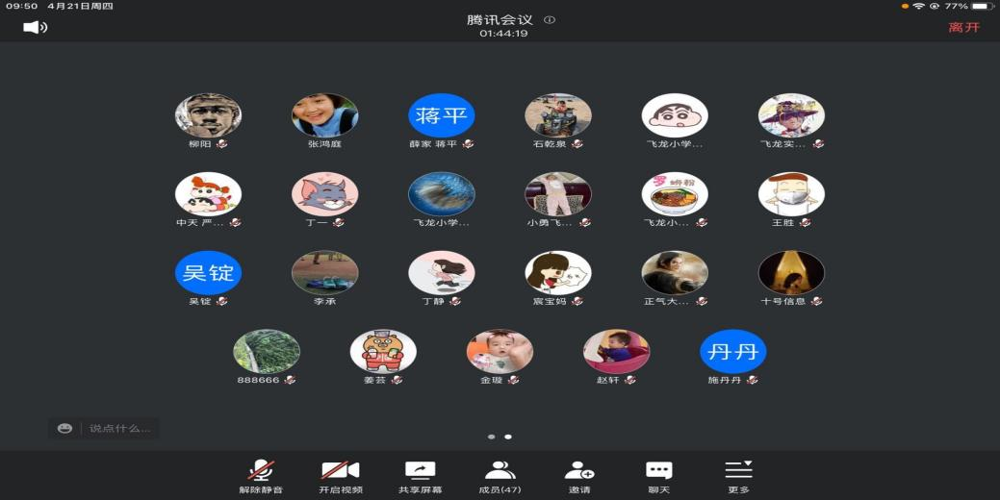 09:50 4月21日周四
77%
腾讯会议
01:44:19
离开
蒋平
柳阳
张鸿庭
薛家 蒋平
石乾泉
飞龙小学...
飞龙实...
罗 蛳粉
中天 严...
丁一
飞龙小学...
小勇飞...
飞龙小...
王胜
吴锭
吴锭
李承
丁静
宸宝妈
正气大...
十号信息
丹丹
888666
姜芸
金璇
赵轩
施丹丹
说点什么...
解除静音
开启视频
共享屏幕
成员(47)
邀请
聊天
更多